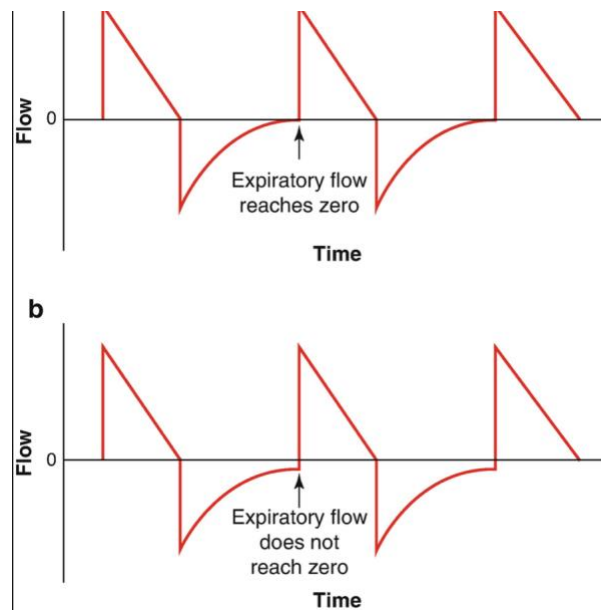 Flow
0
Expiratory flow
reaches zero
Time
b
Flow
0
Expiratory flow
does not
reach zero
Time